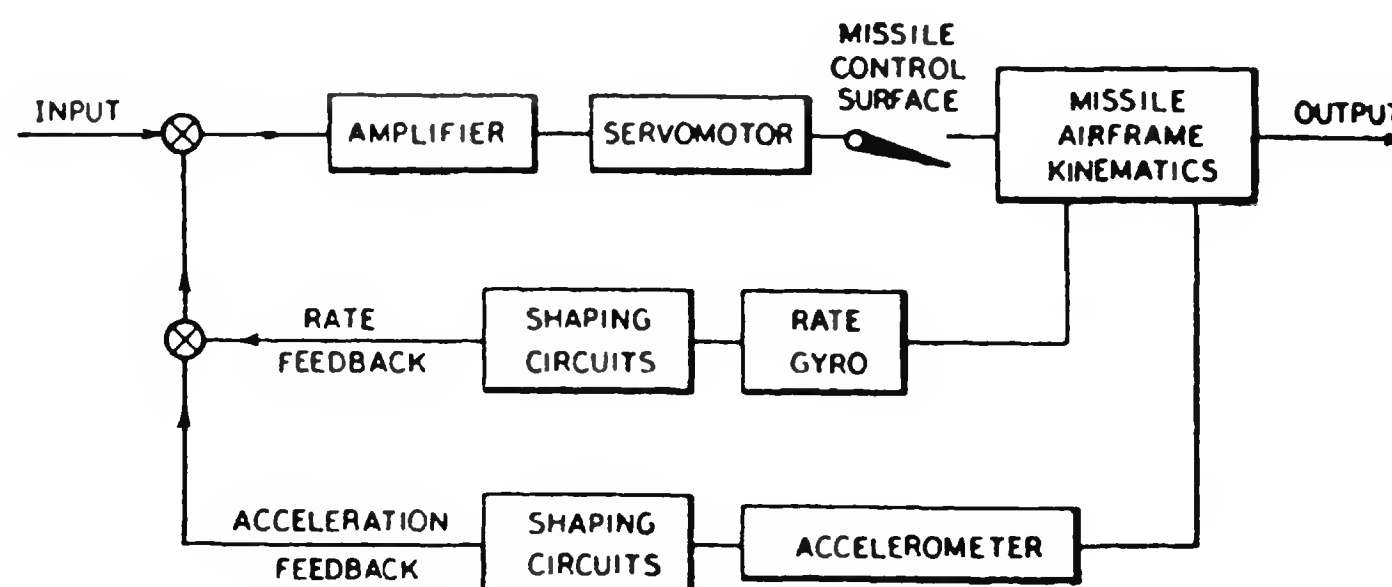 INPUT
AMPLIFIER
SERVOMOTOR
MISSILE
CONTROL
SURFACE
MISSILE
AIRFRAME
KINEMATICS
OUTPUT
RATE
FEEDBACK
SHAPING
CIRCUITS
RATE
GYRO
ACCELERATION
FEEDBACK
SHAPING
CIRCUITS
ACCELEROMETER